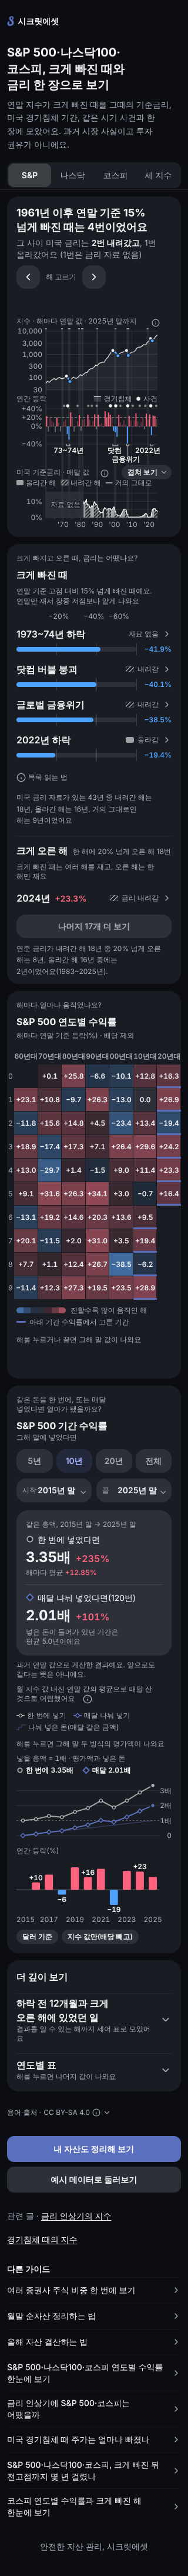 시크릿에셋
S&P 500·나스닥100·
코스피, 크게 빠진 때와
금리 한 장으로 보기
연말 지수가 크게 빠진 때를 그때의 기준금리,
미국 경기침체 기간, 같은 시기 사건과 한
장에 모았어요. 과거 시장 사실이고 투자
권유가 아니에요.
S&P 나스닥 코스피 세 지수
1961년 이후 연말 기준 15%
넘게 빠진 때는 4번이었어요
그 사이 미국 금리는 2번 내려갔고, 1번
올라갔어요 (1번은 금리 자료 없음)
해 고르기
지수 · 해마다 연말 값 · 2025년 말까지
10,000
3,000
1,000
300
100
30
연간 등락 경기침체 사건
+40%
+20%
0%
−40%
73~74년 닷컴 2022년
금융위기
미국 기준금리 · 매달 값 겹쳐 보기
올라간 해 내려간 해 거의 그대로
10% 자료 없음
0%
'70 '80 '90 '00 '10 '20
크게 빠지고 오른 때, 금리는 어땠나요?
크게 빠진 때
연말 기준 고점 대비 15% 넘게 빠진 때예요.
연말만 재서 장중 저점보다 얕게 나와요
−20% −40% −60%
1973~74년 하락 자료 없음
−41.9%
닷컴 버블 붕괴 내려감
−40.1%
글로벌 금융위기 내려감
−38.5%
2022년 하락 올라감
−19.4%
목록 읽는 법
미국 금리 자료가 있는 43년 중 내려간 해는
18년, 올라간 해는 16년, 거의 그대로인
해는 9년이었어요
크게 오른 해 한 해에 20% 넘게 오른 해 18번
크게 빠진 때는 여러 해를 재고, 오른 해는 한
해만 재요
2024년 +23.3% 금리 내려감
나머지 17개 더 보기
연준 금리가 내려간 해 18년 중 20% 넘게 오른
해는 8년, 올라간 해 16년 중에는
2년이었어요(1983~2025년).
해마다 얼마나 움직였나요?
S&P 500 연도별 수익률
해마다 연말 기준 등락(%) · 배당 제외
60년대 70년대 80년대 90년대 00년대 10년대 20년대
0 +0.1 +25.8 −6.6 −10.1 +12.8 +16.3
1 +23.1 +10.8 −9.7 +26.3 −13.0 0.0 +26.9
2 −11.8 +15.6 +14.8 +4.5 −23.4 +13.4 −19.4
3 +18.9 −17.4 +17.3 +7.1 +26.4 +29.6 +24.2
4 +13.0 −29.7 +1.4 −1.5 +9.0 +11.4 +23.3
5 +9.1 +31.6 +26.3 +34.1 +3.0 −0.7 +16.4
6 −13.1 +19.2 +14.6 +20.3 +13.6 +9.5
7 +20.1 −11.5 +2.0 +31.0 +3.5 +19.4
8 +7.7 +1.1 +12.4 +26.7 −38.5 −6.2
9 −11.4 +12.3 +27.3 +19.5 +23.5 +28.9
진할수록 많이 움직인 해
아래 기간 수익률에서 고른 기간
해를 누르거나 끌면 그해 말 값이 나와요
같은 돈을 한 번에, 또는 매달
넣었다면 얼마가 됐을까요?
S&P 500 기간 수익률
그해 말에 넣었다면
5년 10년 20년 전체
시작 2015년 말 끝 2025년 말
같은 총액, 2015년 말 → 2025년 말
한 번에 넣었다면
3.35배 +235%
해마다 평균 +12.85%
매달 나눠 넣었다면(120번)
2.01배 +101%
넣은 돈이 들어가 있던 기간은
평균 5.0년이에요
과거 연말 값으로 계산한 결과예요. 앞으로도
같다는 뜻은 아니에요.
월 지수 값 대신 연말 값의 평균으로 매달 산
것으로 어림했어요
한 번에 넣기 매달 나눠 넣기
나눠 넣은 돈(매달 같은 금액)
해를 누르면 그해 말 두 방식의 평가액이 나와요
넣을 총액 = 1배 · 평가액과 넣은 돈
한 번에 3.35배 매달 2.01배
3배
2배
1배
0
연간 등락(%)
+10
−6
+16
−19
+23
2015 2017 2019 2021 2023 2025
달러 기준 지수 값만(배당 빼고)
더 깊이 보기
하락 전 12개월과 크게
오른 해에 있었던 일
결과를 알 수 있는 해까지 세어 표로 모았어
요
연도별 표
해를 누르면 나머지 값이 나와요
용어·출처 · CC BY-SA 4.0
내 자산도 정리해 보기
예시 데이터로 둘러보기
관련 글 · 금리 인상기의 지수
경기침체 때의 지수
다른 가이드
여러 증권사 주식 비중 한 번에 보기
월말 순자산 정리하는 법
올해 자산 결산하는 법
S&P 500·나스닥100·코스피 연도별 수익률
한눈에 보기
금리 인상기에 S&P 500·코스피는
어땠을까
미국 경기침체 때 주가는 얼마나 빠졌나
S&P 500·나스닥100·코스피, 크게 빠진 뒤
전고점까지 몇 년 걸렸나
코스피 연도별 수익률과 크게 빠진 해
한눈에 보기
안전한 자산 관리, 시크릿에셋